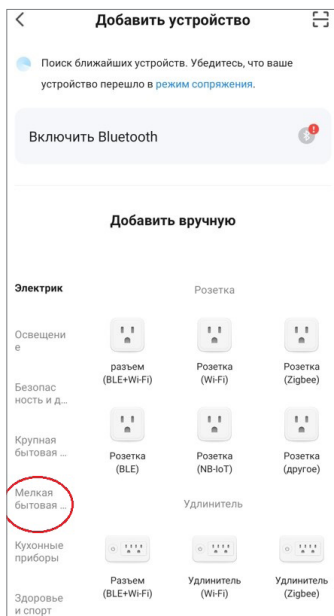 Добавить устройство
Поиск ближайших устройств. Убедитесь, что ваше
устройство перешло в режим сопряжения.
Включить Bluetooth
Добавить вручную
Электрик
Розетка
Освещени
е
разъем
(BLE+Wi-Fi)
Розетка
(Wi-Fi)
Розетка
(Zigbee)
Безопас
ность и д...
Крупная
бытовая ...
Розетка
(BLE)
Розетка
(NB-IoT)
Розетка
(другое)
Мелкая
бытовая ...
Удлинитель
Кухонные
приборы
Разъем
(BLE+Wi-Fi)
Удлинитель
(Wi-Fi)
Удлинитель
(Zigbee)
Здоровье
и спорт